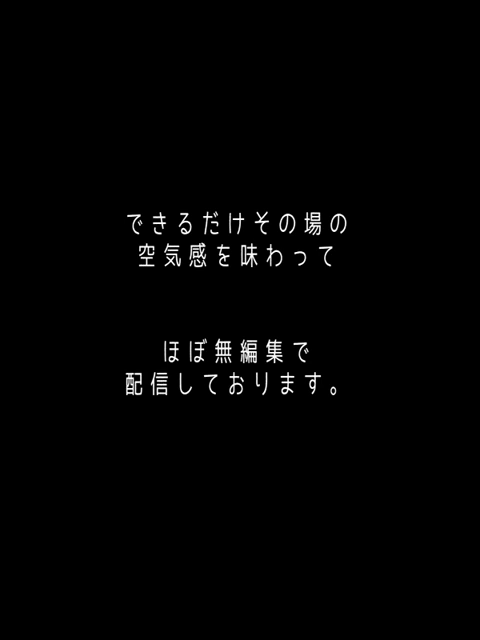 できるだけその場の
空気感を味わって
ほぼ無編集で
配信しております。